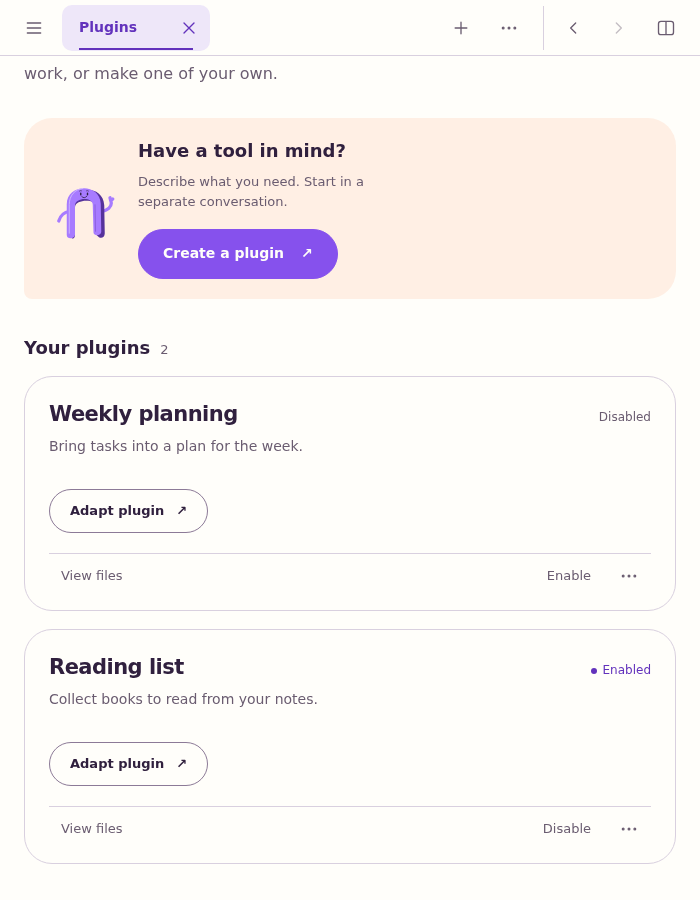 Plugins
work, or make one of your own.
Have a tool in mind?
Describe what you need. Start in a
separate conversation.
Create a plugin ↗
Your plugins 2
Weekly planning
Disabled
Bring tasks into a plan for the week.
Adapt plugin ↗
View files
Enable
Reading list
Enabled
Collect books to read from your notes.
Adapt plugin ↗
View files
Disable